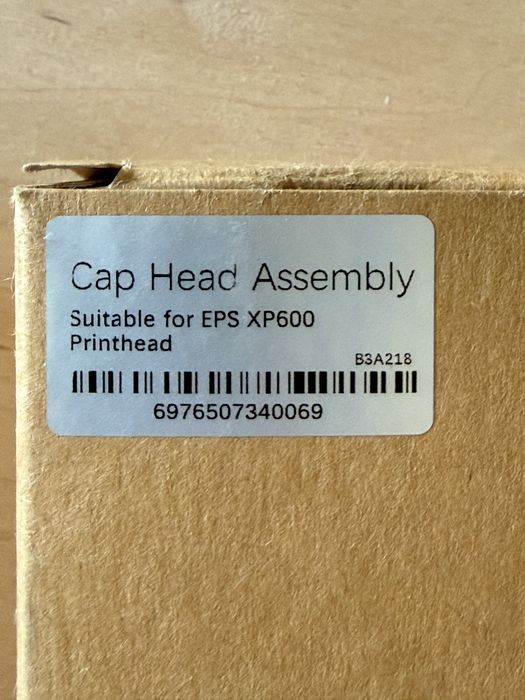 Cap Head Assembly
Suitable for EPS XP600
Printhead
B3A218
6976507340069